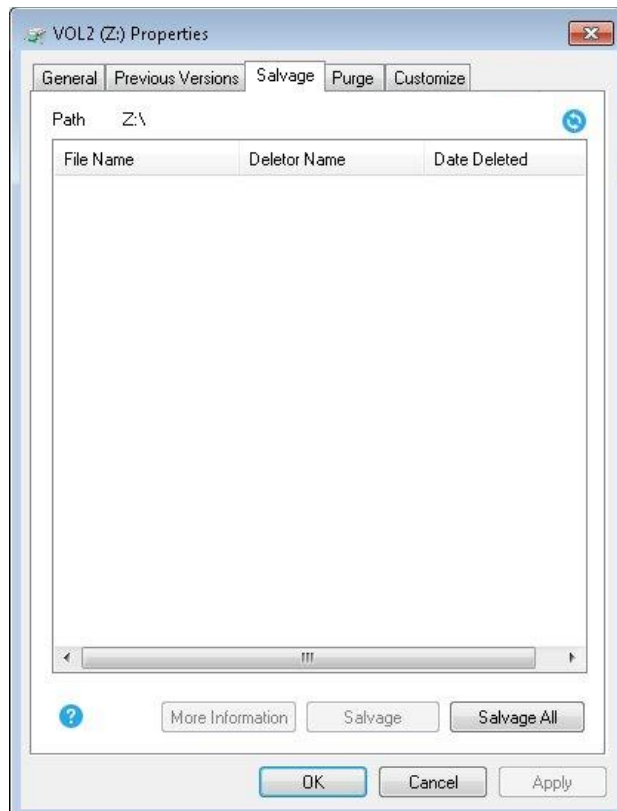 VOL2 (Z:) Properties
General Previous Versions Salvage Purge Customize
Path Z:\
File Name Deletor Name Date Deleted
More Information Salvage Salvage All
OK Cancel Apply